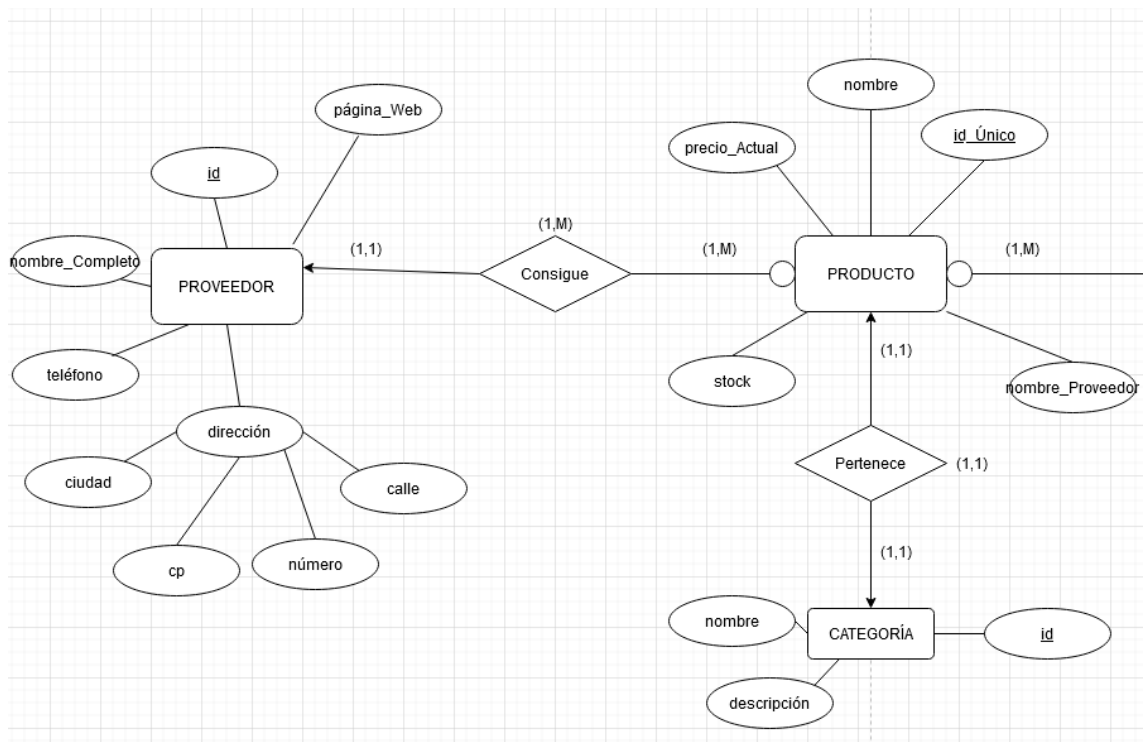 nombre
página_Web
id_Único
precio_Actual
id
(1,M)
(1,1)
(1,M)
(1,M)
nombre_Completo
PROVEEDOR
Consigue
PRODUCTO
(1,1)
teléfono
stock
nombre_Proveedor
dirección
Pertenece
(1,1)
ciudad
calle
(1,1)
cp
número
nombre
CATEGORÍA
id
descripción